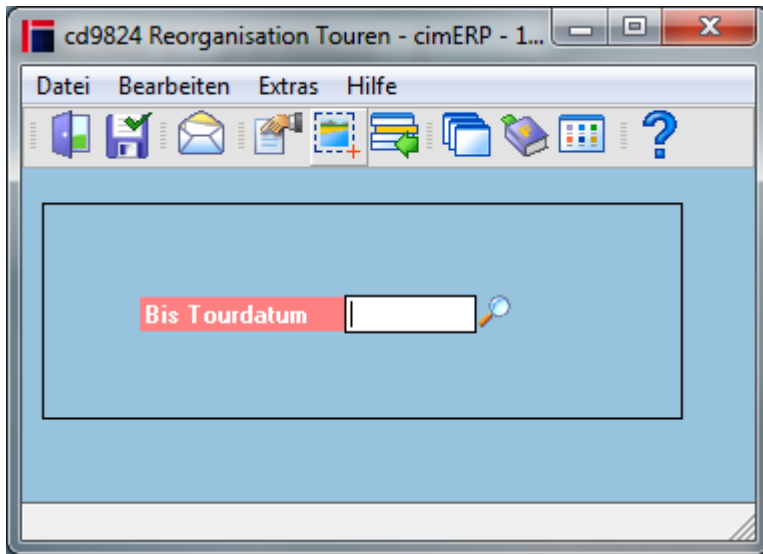 cd9824 Reorganisation Touren - cimERP - 1...
Datei Bearbeiten Extras Hilfe
Bis Tourdatum